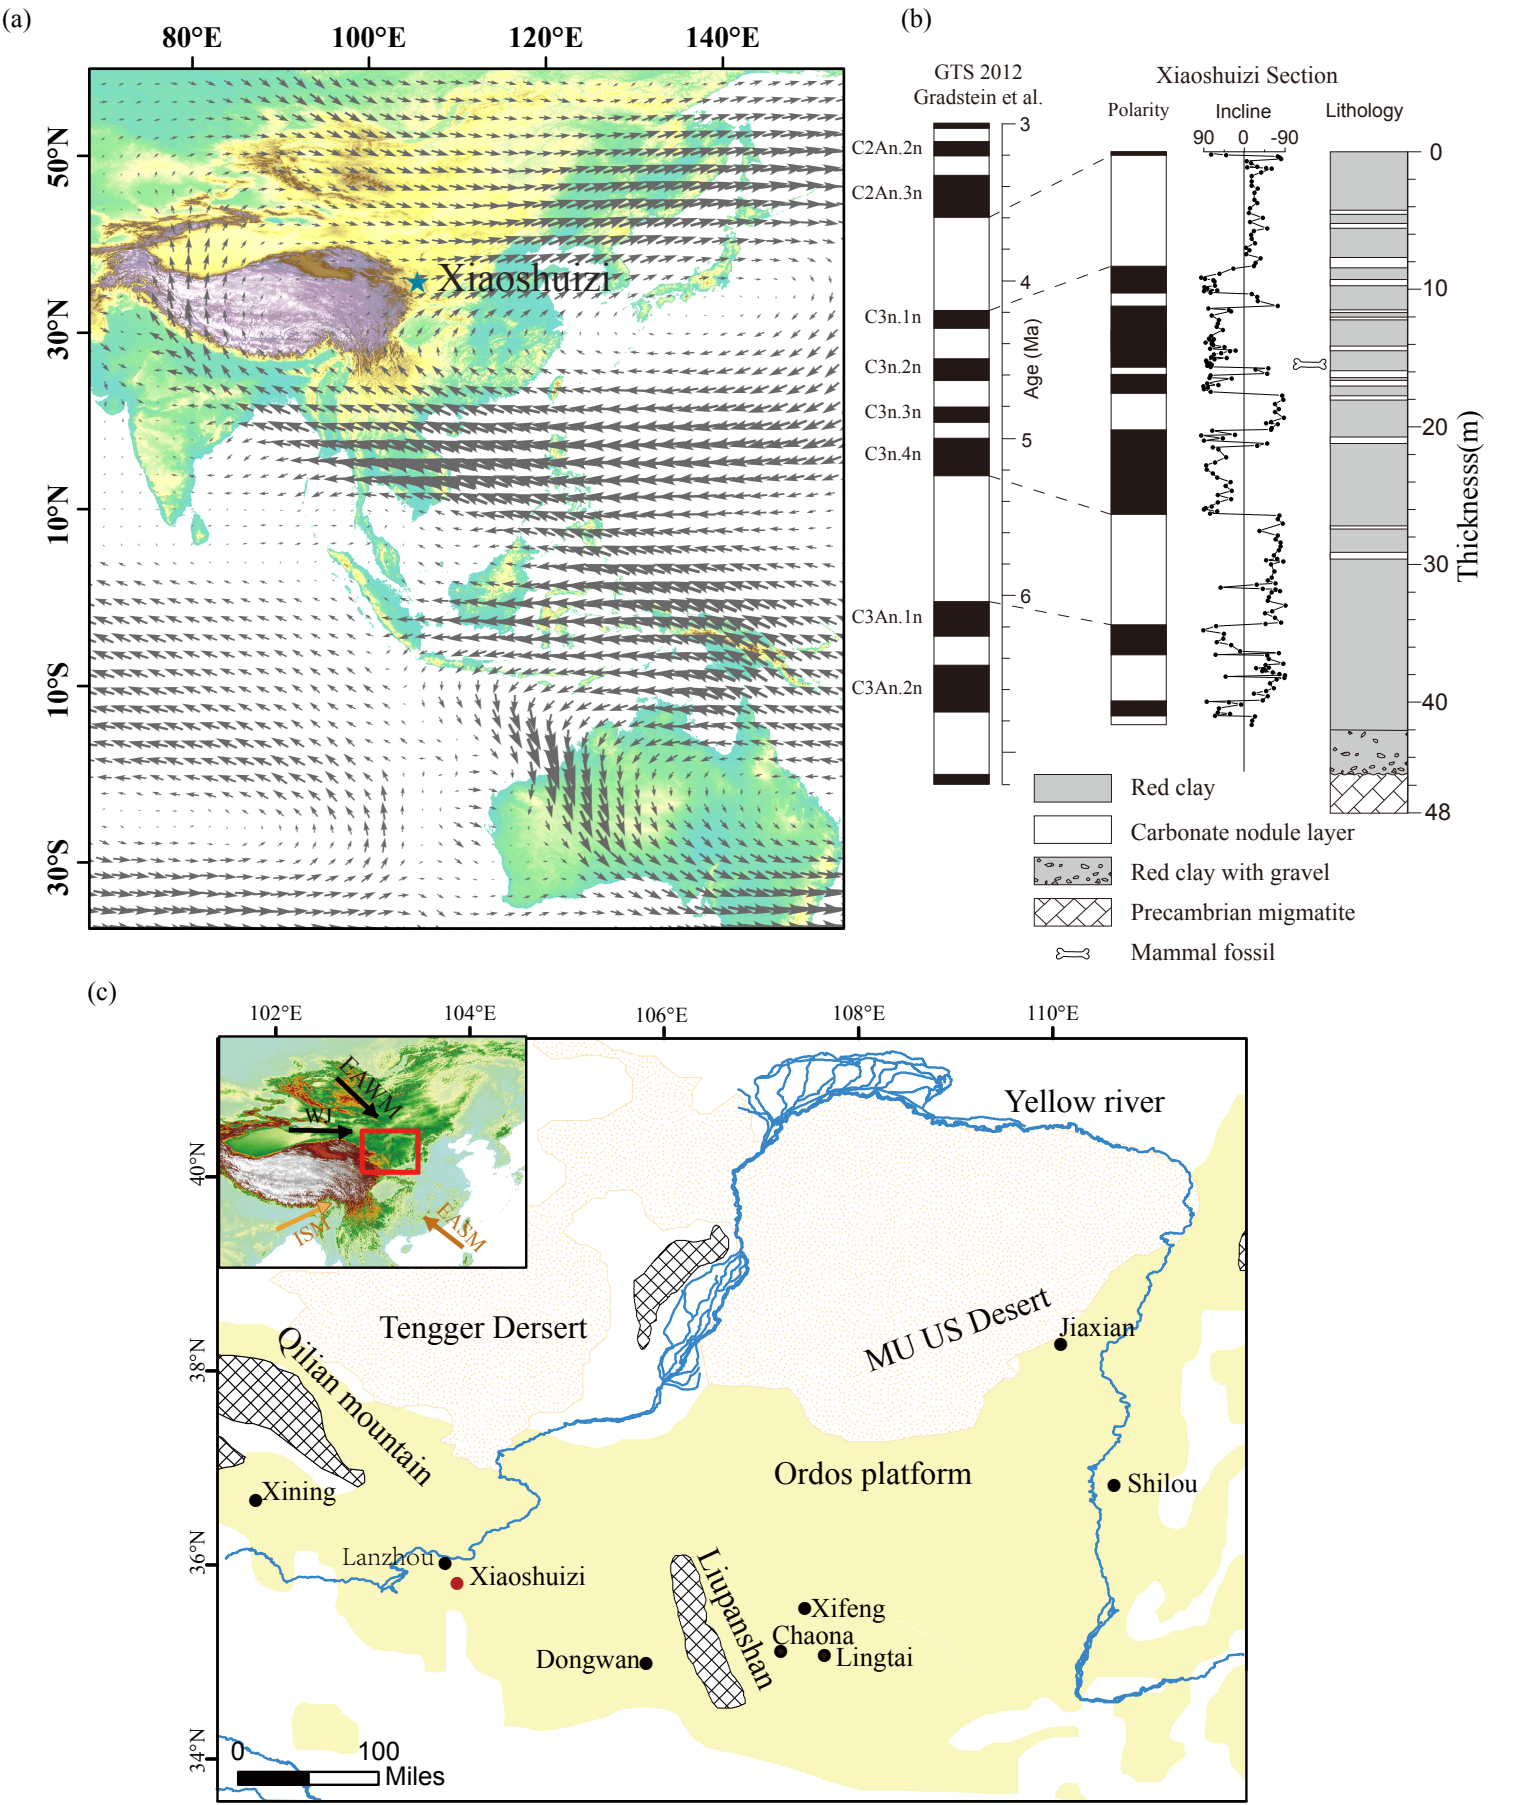 (a)
80°E 100°E 120°E 140°E
50°N
30°N
10°N
10°S
30°S
Xiaoshuizi
(b)
GTS 2012
Gradstein et al.
Xiaoshuizi Section
Polarity Incline Lithology
90 0 -90
C2An.2n
C2An.3n
C3n.1n
C3n.2n
C3n.3n
C3n.4n
C3An.1n
C3An.2n
3
4
5
6
Age (Ma)
0
10
20
30
40
48
Thicknesss(m)
Red clay
Carbonate nodule layer
Red clay with gravel
Precambrian migmatite
Mammal fossil
(c)
102°E 104°E 106°E 108°E 110°E
40°N
38°N
36°N
34°N
EAWM
WJ
ISM
EASM
Yellow river
Tengger Dersert
MU US Desert
Jiaxian
Qilian mountain
Ordos platform
Shilou
Xining
Lanzhou
Xiaoshuizi
Liupanshan
Xifeng
Chaona
Lingtai
Dongwan
0 100
Miles